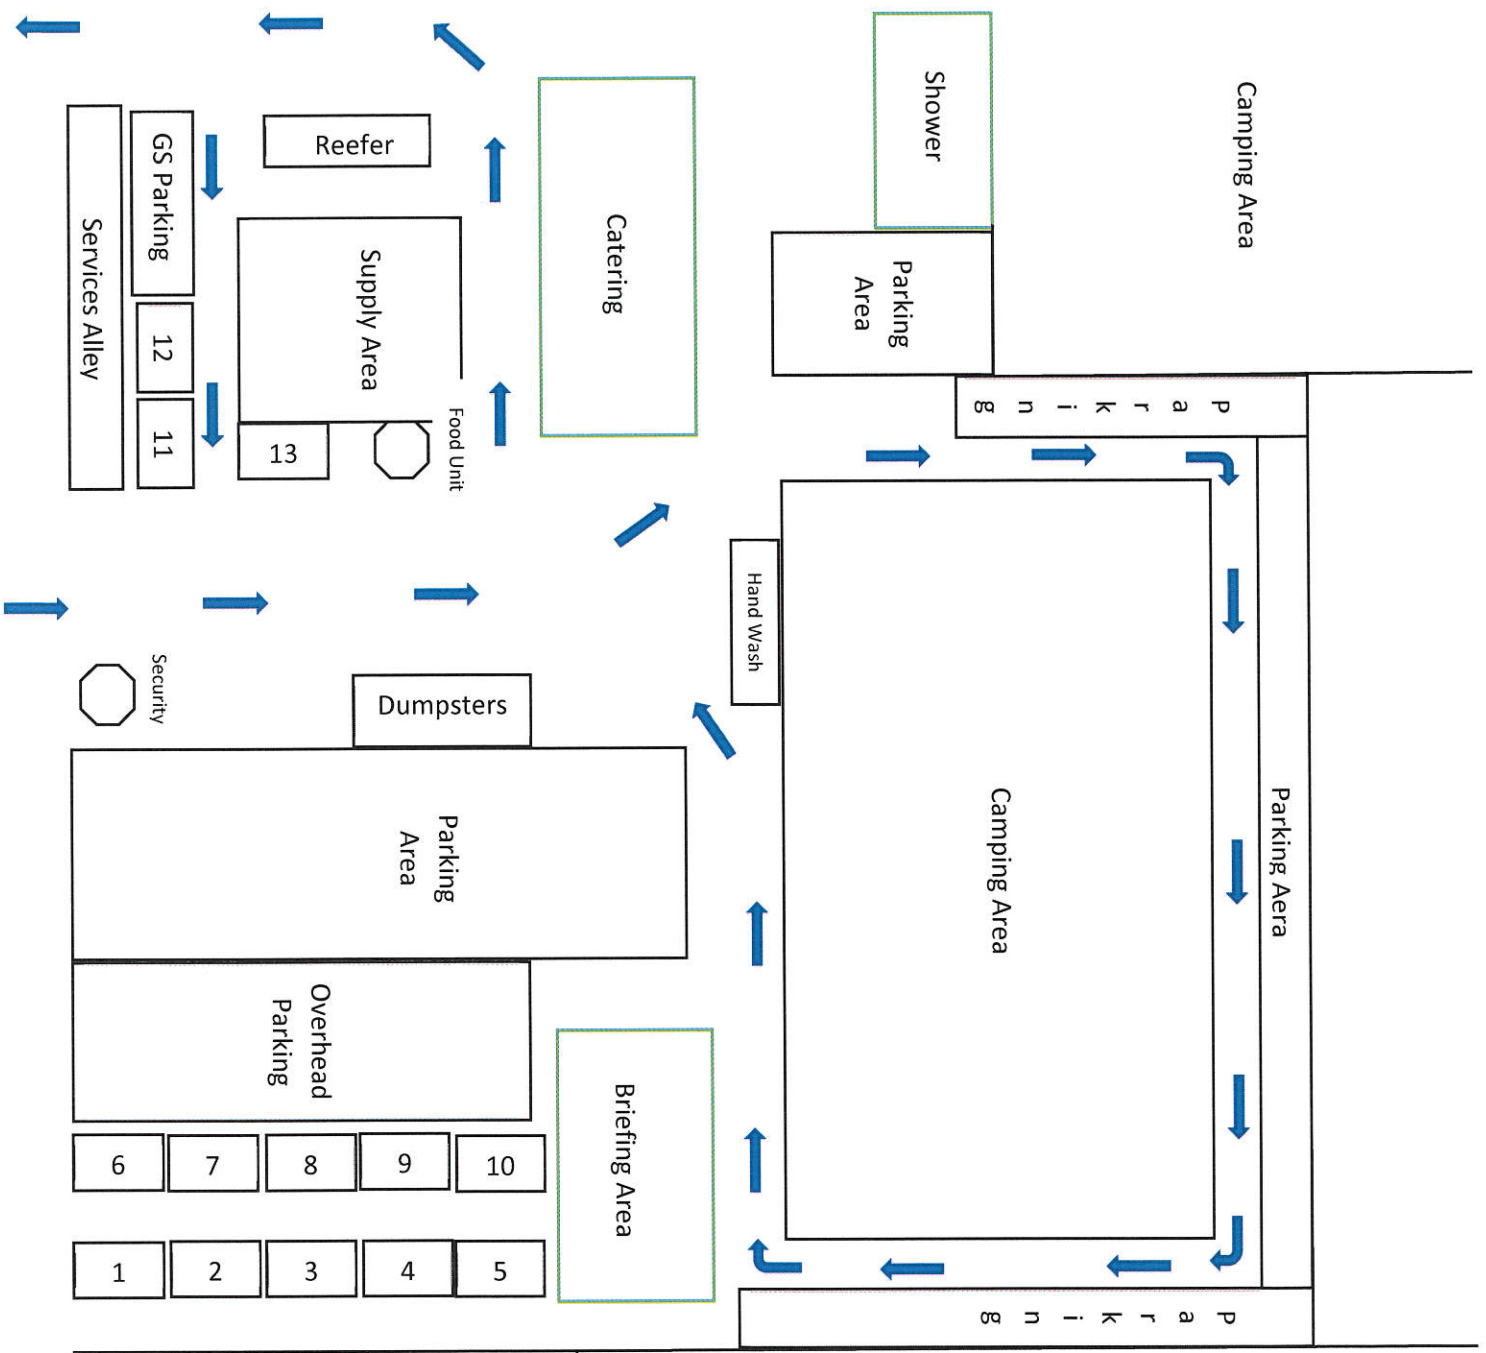 Shower
Camping Area
Reefer
GS Parking
Services Alley
Catering
Supply Area
Parking
Area
12
11
13
Food Unit
Parking
Hand Wash
Security
Dumpsters
Parking
Area
Camping Area
Parking Aera
Overhead
Parking
Briefing Area
6
7
8
9
10
1
2
3
4
5
Parking